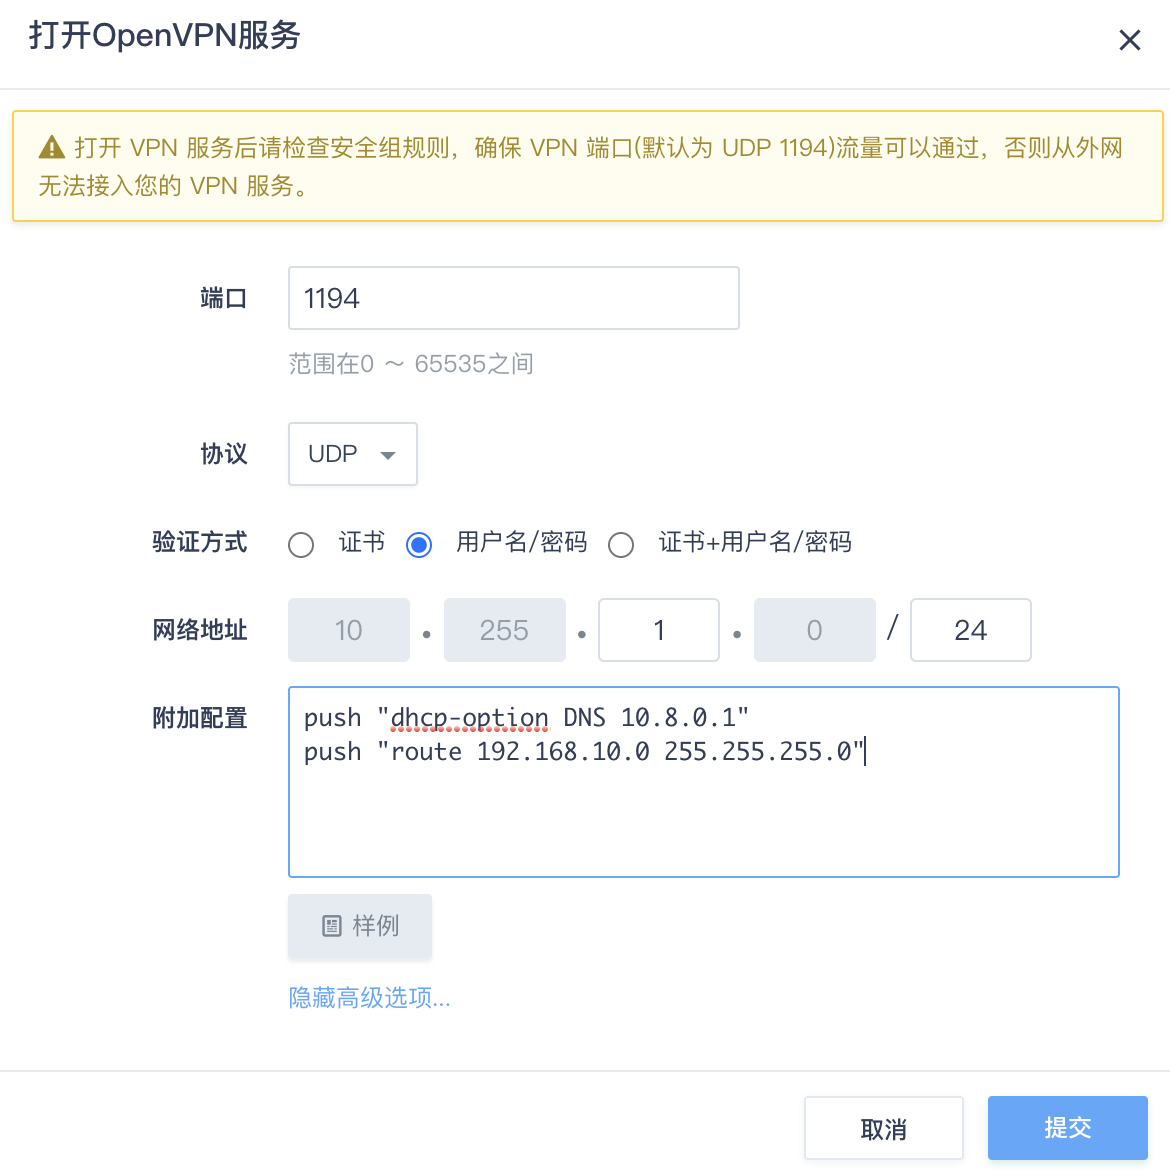 打开OpenVPN服务
打开 VPN 服务后请检查安全组规则，确保 VPN 端口(默认为 UDP 1194)流量可以通过，否则从外网
无法接入您的 VPN 服务。
端口 1194
范围在0 ～ 65535之间
协议 UDP
验证方式 证书 用户名/密码 证书+用户名/密码
网络地址 10 . 255 . 1 . 0 / 24
附加配置 push "dhcp-option DNS 10.8.0.1"
push "route 192.168.10.0 255.255.255.0"
样例
隐藏高级选项...
取消 提交